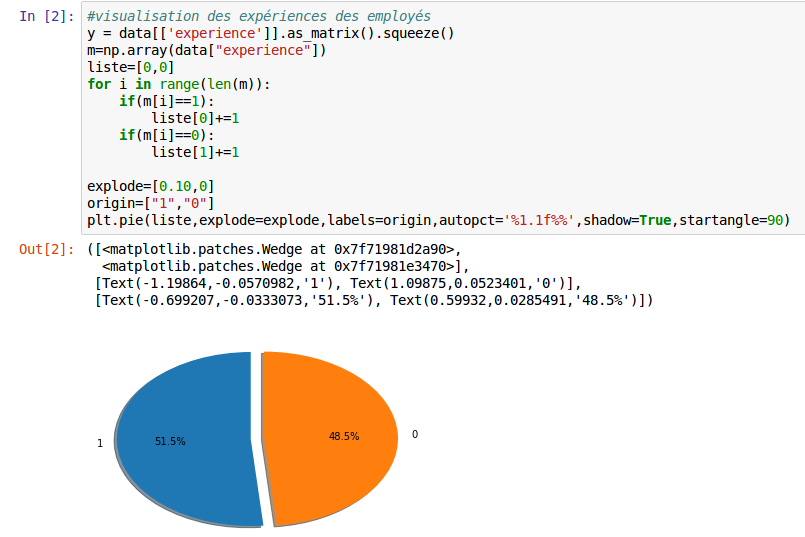 In [2]: #visualisation des expériences des employés
y = data[['experience']].as_matrix().squeeze()
m=np.array(data["experience"])
liste=[0,0]
for i in range(len(m)):
    if(m[i]==1):
        liste[0]+=1
    if(m[i]==0):
        liste[1]+=1
explode=[0.10,0]
origin=["1","0"]
plt.pie(liste,explode=explode,labels=origin,autopct='%1.1f%%',shadow=True,startangle=90)
Out[2]: ([<matplotlib.patches.Wedge at 0x7f71981d2a90>,
  <matplotlib.patches.Wedge at 0x7f71981e3470>],
 [Text(-1.19864,-0.0570982,'1'), Text(1.09875,0.0523401,'0')],
 [Text(-0.699207,-0.0333073,'51.5%'), Text(0.59932,0.0285491,'48.5%')])
1
51.5%
48.5%
0